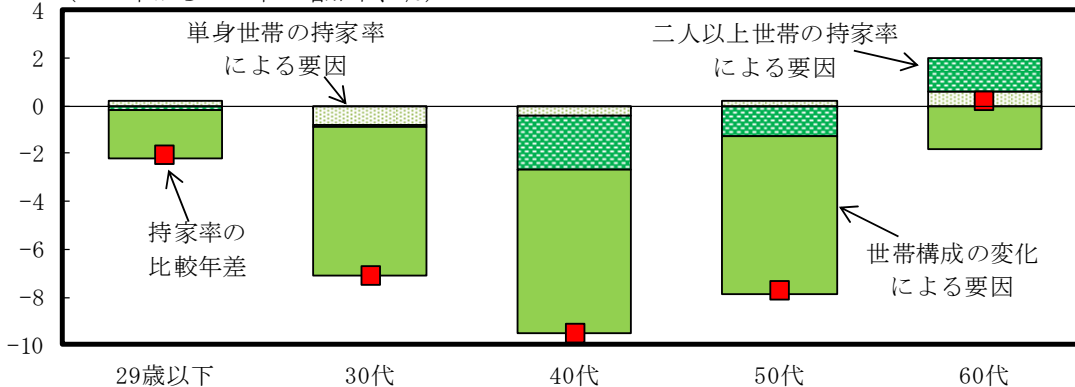 4
単身世帯の持家率
による要因
二人以上世帯の持家率
による要因
2
0
-2
-4
持家率の
比較年差
世帯構成の変化
による要因
-6
-8
-10
29歳以下
30代
40代
50代
60代